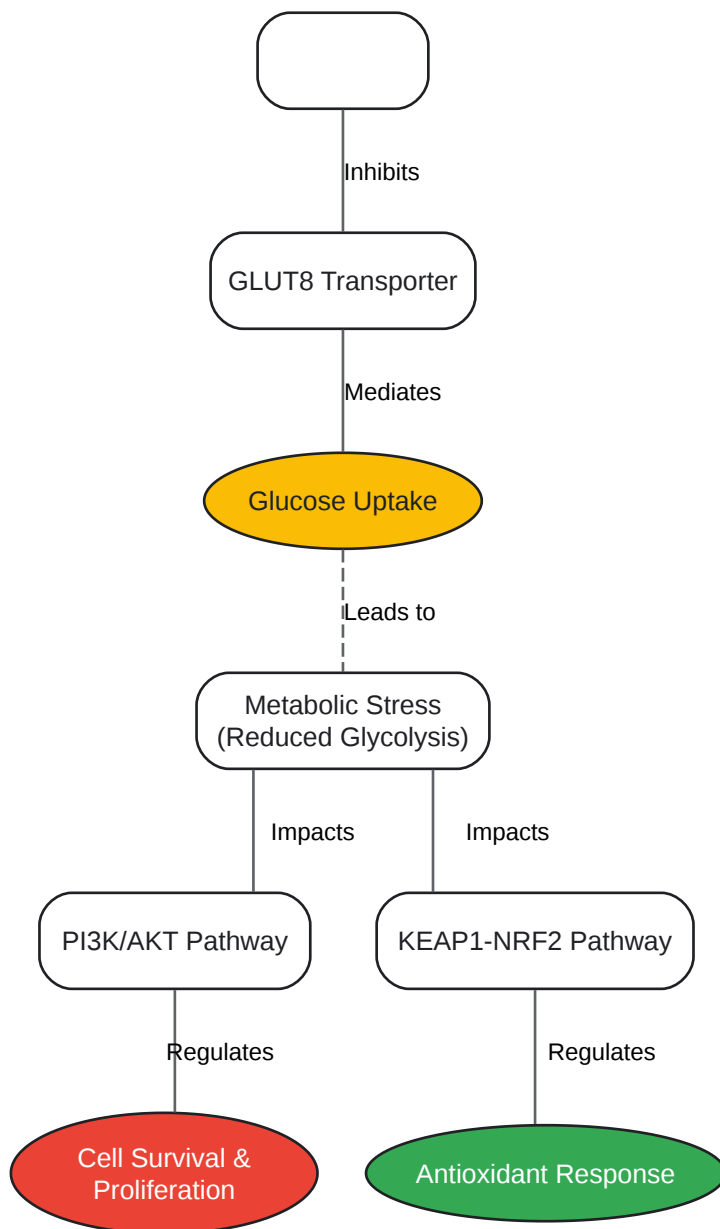 Inhibits
GLUT8 Transporter
Mediates
Glucose Uptake
Leads to
Metabolic Stress
(Reduced Glycolysis)
Impacts
Impacts
PI3K/AKT Pathway
KEAP1-NRF2 Pathway
Regulates
Regulates
Cell Survival &
Proliferation
Antioxidant Response